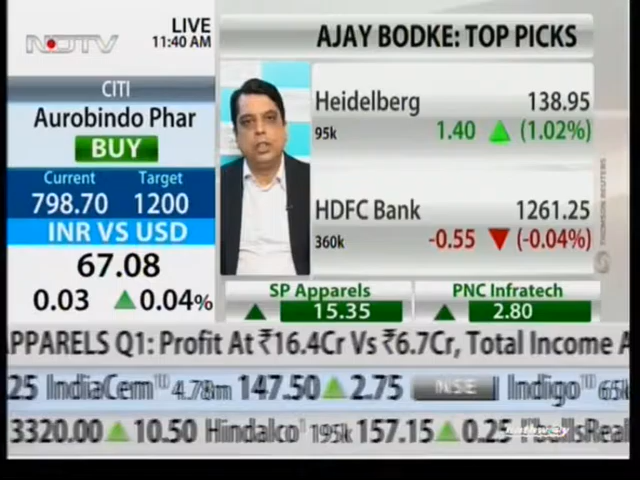 NDTV
LIVE
11:40 AM
CITI
Aurobindo Phar
BUY
Current Target
798.70 1200
INR VS USD
67.08
0.03 0.04%
AJAY BODKE: TOP PICKS
Heidelberg 138.95
95k 1.40 (1.02%)
HDFC Bank 1261.25
360k -0.55 (-0.04%)
THOMSON REUTERS
SP Apparels
15.35
PNC Infratech
2.80
APPARELS Q1: Profit At ₹16.4Cr Vs ₹6.7Cr, Total Income A
25 IndiaCem 4.78m 147.50 2.75 NSE Indigo 65k
3320.00 10.50 Hindalco 195k 157.15 0.25
hathway